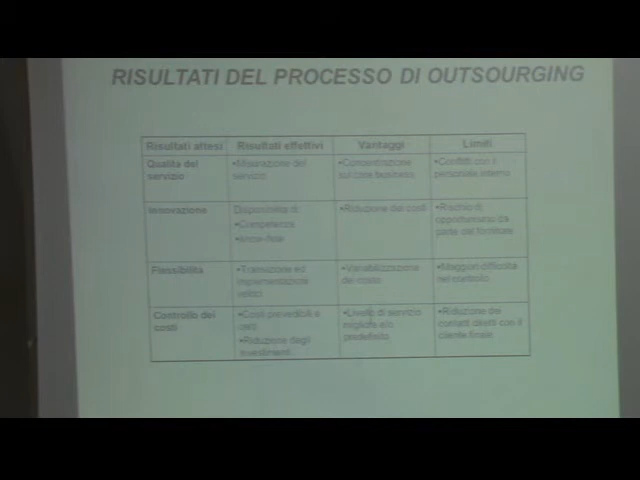 RISULTATI DEL PROCESSO DI OUTSOURGING
Risultati attesi Risultati effettivi Vantaggi Limiti
Qualità del
servizio
•Misurazione del
servizio
•Concentrazione
sul core business
•Conflitti con il
personale interno
Innovazione
Disponibilità di
•Competenze
•know-how
•Riduzione dei costi
•Rischio di
opportunismo da
parte del fornitore
Flessibilità
•Transizione ed
implementazione
veloci
•Variabilizzazione
dei costi
•Maggiori difficoltà
nel controllo
Controllo dei
costi
•Costi prevedibili e
•Riduzione degli
investimenti
•Livello di servizio
migliore e/o
predefinito
•Riduzione dei
contatti diretti con il
cliente finale